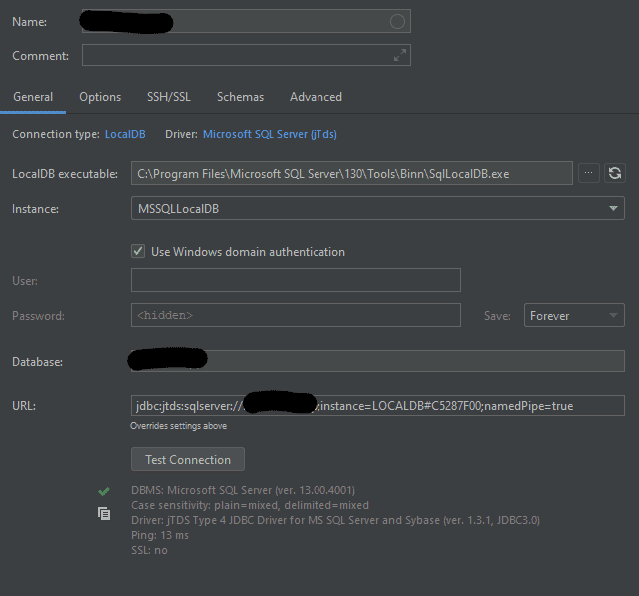 Name:
Comment:
General Options SSH/SSL Schemas Advanced
Connection type: LocalDB Driver: Microsoft SQL Server (jTds)
LocalDB executable: C:\Program Files\Microsoft SQL Server\130\Tools\Binn\SqlLocalDB.exe ...
Instance: MSSQLLocalDB
Use Windows domain authentication
User:
Password: <hidden> Save: Forever
Database:
URL: jdbc:jtds:sqlserver:// ;instance=LOCALDB#C5287F00;namedPipe=true
Overrides settings above
Test Connection
DBMS: Microsoft SQL Server (ver. 13.00.4001)
Case sensitivity: plain=mixed, delimited=mixed
Driver: jTDS Type 4 JDBC Driver for MS SQL Server and Sybase (ver. 1.3.1, JDBC3.0)
Ping: 13 ms
SSL: no